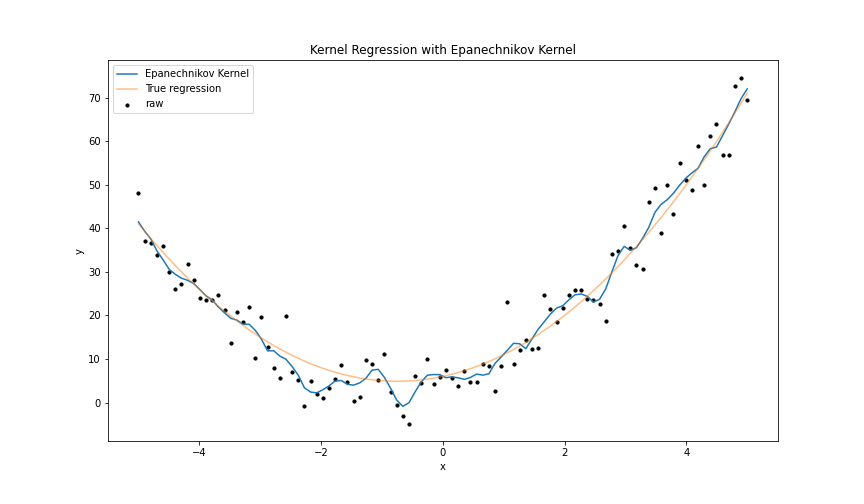 Kernel Regression with Epanechnikov Kernel
Epanechnikov Kernel
True regression
raw
70
60
50
40
30
20
10
0
y
−4 −2 0 2 4
x